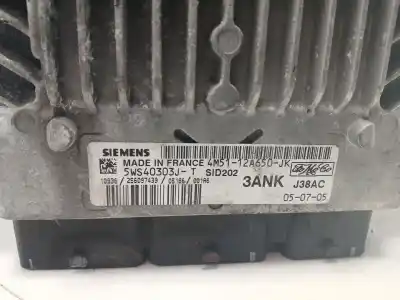 SIEMENS
MADE IN FRANCE 4M51-12A650-JK
5WS40303J-T SID202
3ANK J38AC
05-07-05